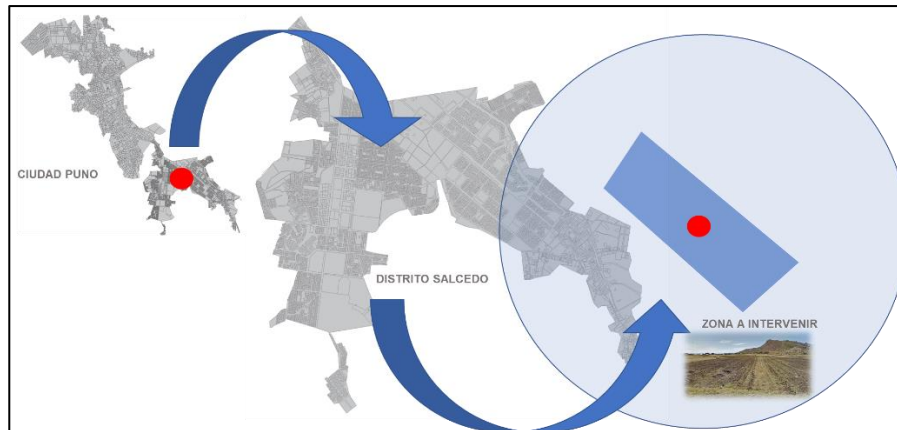 CIUDAD PUNO
DISTRITO SALCEDO
ZONA A INTERVENIR